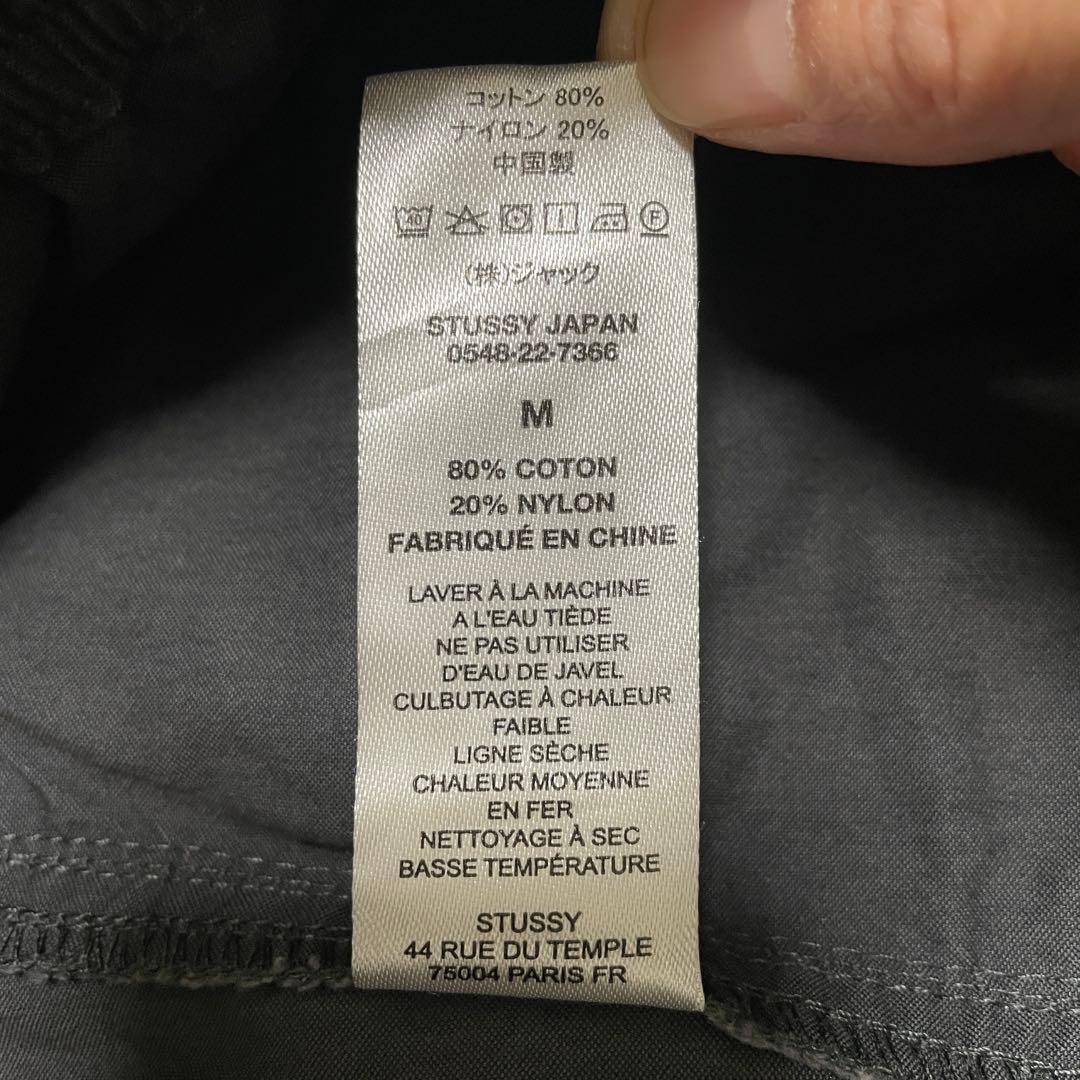 コットン 80%
ナイロン 20%
中国製
40 F
(株)ジャック
STUSSY JAPAN
0548-22-7366
M
80% COTON
20% NYLON
FABRIQUÉ EN CHINE
LAVER À LA MACHINE
A L'EAU TIÈDE
NE PAS UTILISER
D'EAU DE JAVEL
CULBUTAGE À CHALEUR
FAIBLE
LIGNE SÈCHE
CHALEUR MOYENNE
EN FER
NETTOYAGE À SEC
BASSE TEMPÉRATURE
STUSSY
44 RUE DU TEMPLE
75004 PARIS FR